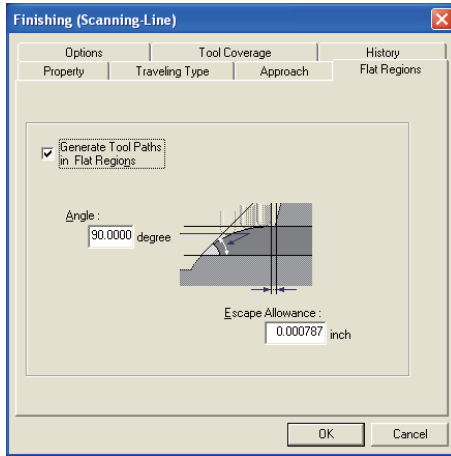 Finishing (Scanning-Line)
Options Tool Coverage History
Property Traveling Type Approach Flat Regions
Generate Tool Paths
in Flat Regions
Angle :
90.0000 degree
Escape Allowance :
0.000787 inch
OK Cancel